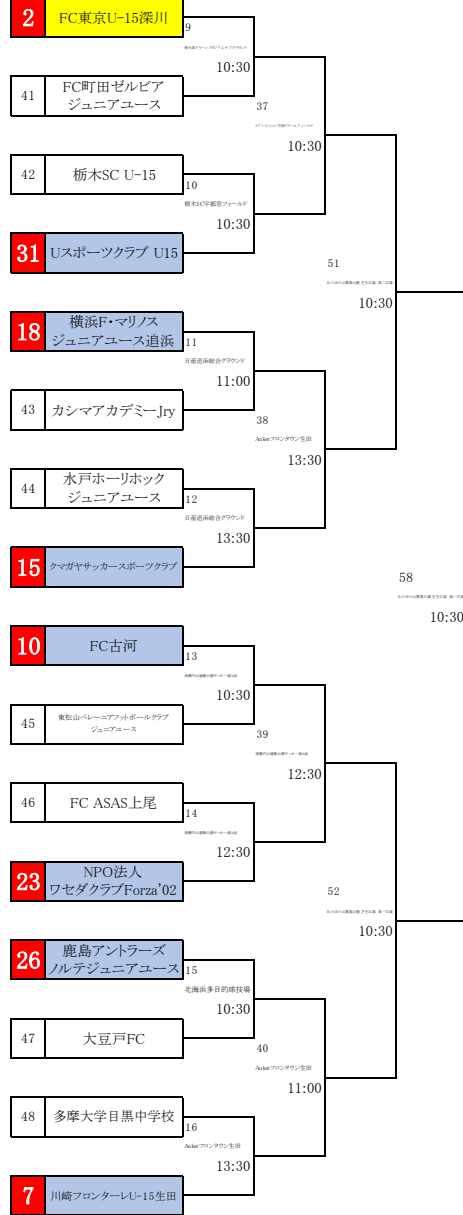 2
FC東京U-15深川
9
10:30
41
FC町田ゼルビア
ジュニアユース
37
10:30
42
栃木SC U-15
10
栃木SC宇都宮フィールド
10:30
31
Uスポーツクラブ U15
51
10:30
18
横浜F・マリノス
ジュニアユース追浜
11
日産追浜総合グラウンド
11:00
43
カシマアカデミーJry
38
Ankerフロンタウン生田
13:30
44
水戸ホーリホック
ジュニアユース
12
日産追浜総合グラウンド
13:30
15
クマガヤサッカースポーツクラブ
58
10:30
10
FC古河
13
10:30
45
東松山ペレーニアフットボールクラブ
ジュニアユース
39
12:30
46
FC ASAS上尾
14
12:30
23
NPO法人
ワセダクラブForza'02
52
10:30
26
鹿島アントラーズ
ノルテジュニアユース
15
北海浜多目的球技場
10:30
47
大豆戸FC
40
Ankerフロンタウン生田
11:00
48
多摩大学目黒中学校
16
Ankerフロンタウン生田
13:30
7
川崎フロンターレU-15生田